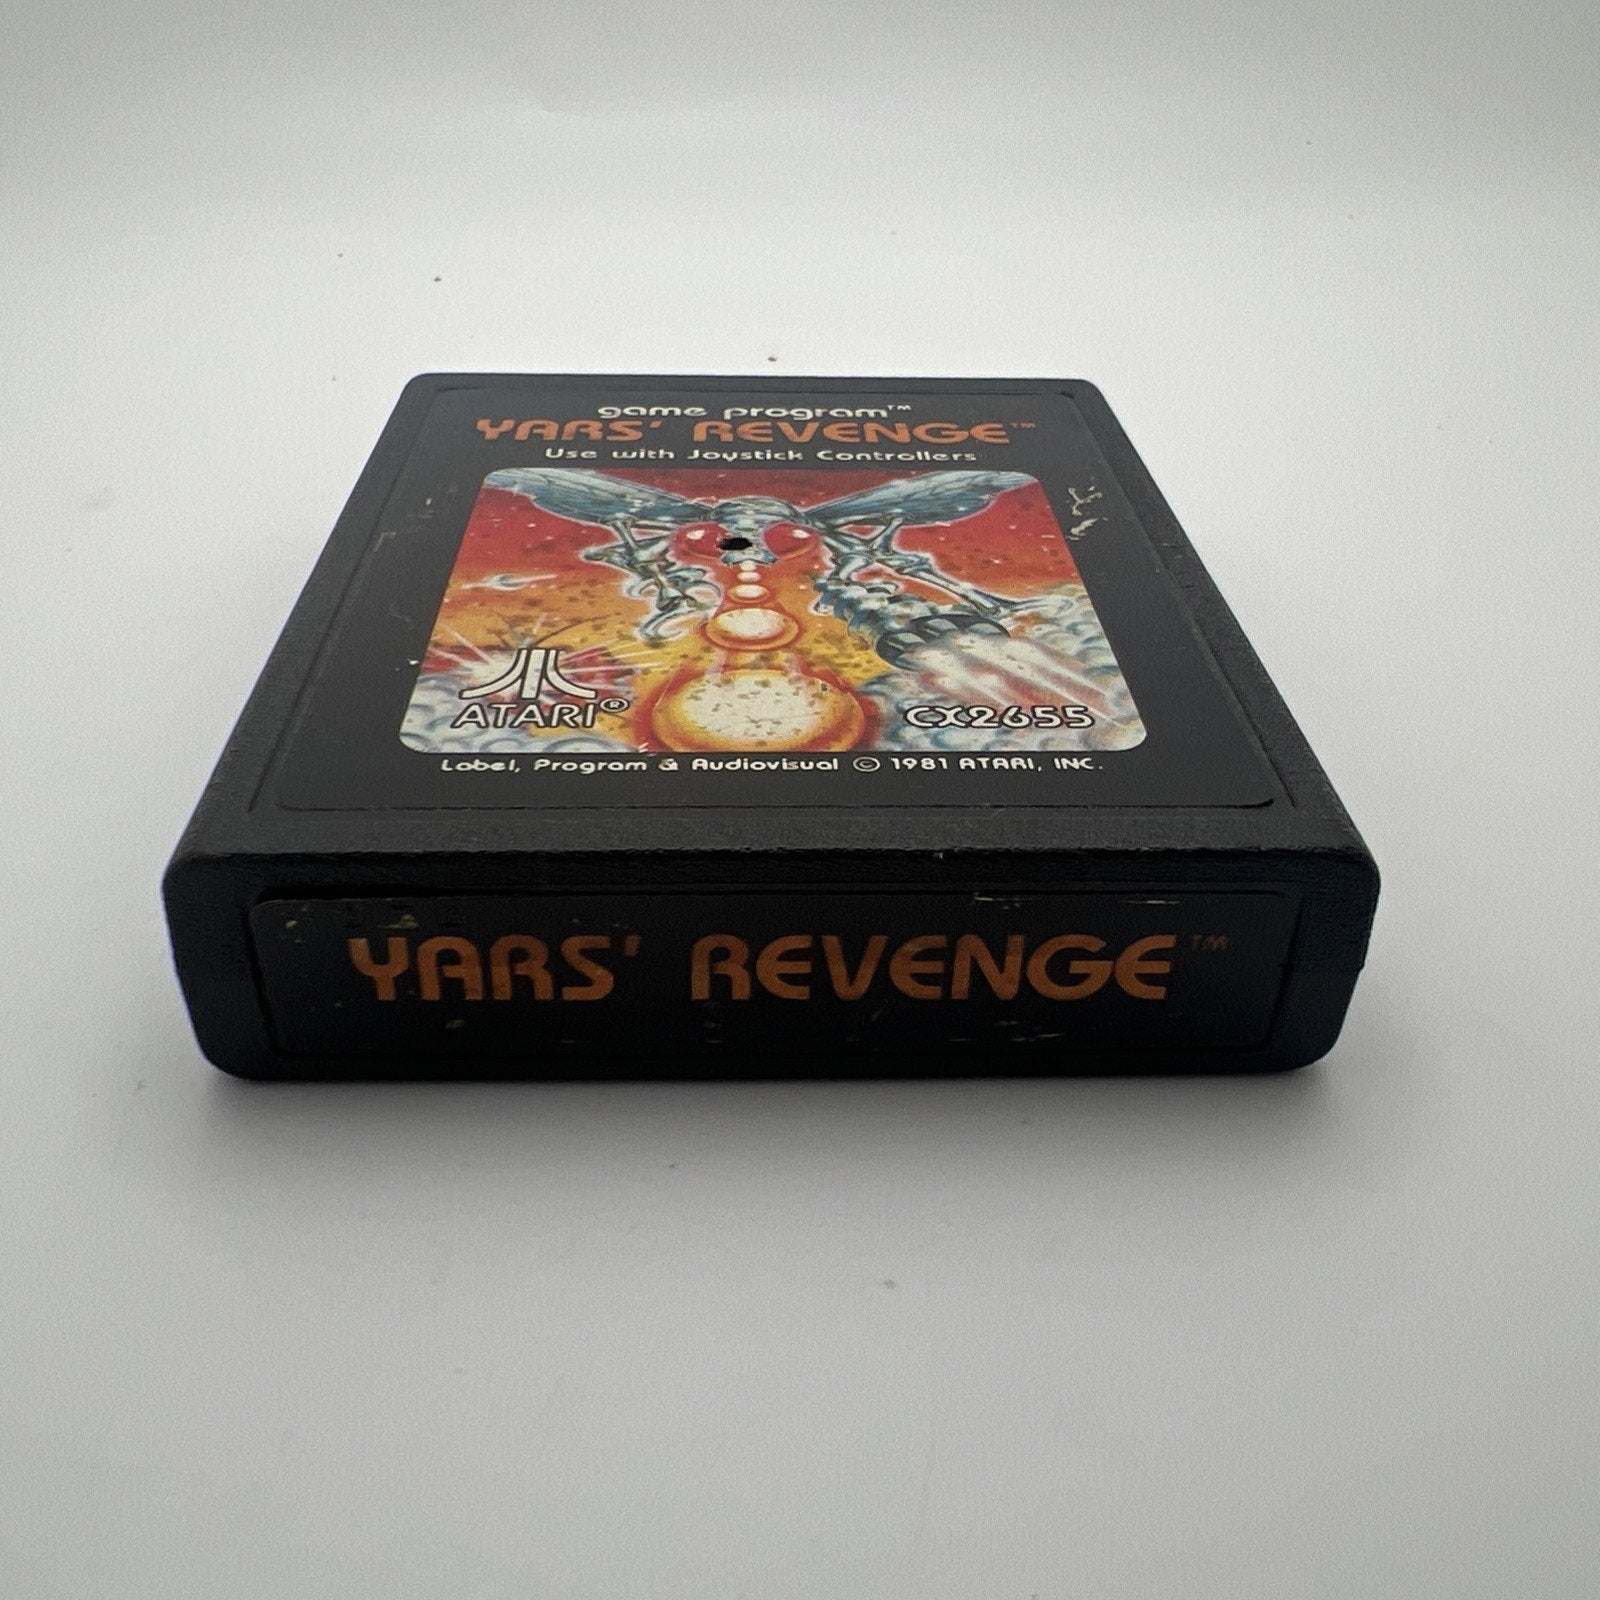 game program™
YARS' REVENGE™
Use with Joystick Controllers
ATARI®
CX2655
Label, Program & Audiovisual © 1981 ATARI, INC.
YARS' REVENGE™